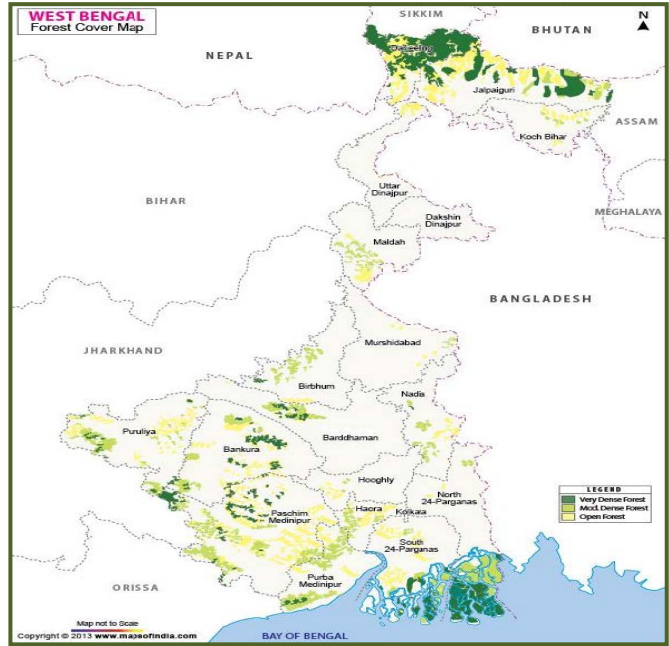 WEST BENGAL
Forest Cover Map
SIKKIM
N
BHUTAN
NEPAL
Darjeeling
Jalpaiguri
ASSAM
Koch Bihar
Uttar
Dinajpur
BIHAR
MEGHALAYA
Dakshin
Dinajpur
Maldah
BANGLADESH
Murshidabad
JHARKHAND
Birbhum
Nadia
Puruliya
Barddhaman
Bankura
Hooghly
North
24-Parganas
LEGEND
Very Dense Forest
Mod. Dense Forest
Open Forest
Haora
Kolkata
Paschim
Medinipur
South
24-Parganas
Purba
Medinipur
ORISSA
Map not to Scale
Copyright © 2013 www.mapsofindia.com
BAY OF BENGAL